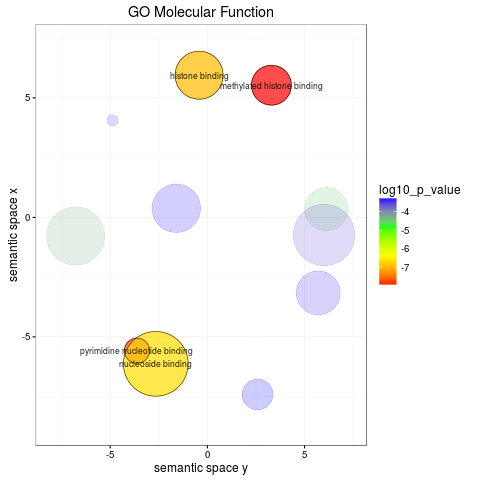 GO Molecular Function
histone binding
methylated histone binding
pyrimidine nucleotide binding
nucleoside binding
5
0
-5
-5
0
5
semantic space x
semantic space y
log10_p_value
-4
-5
-6
-7